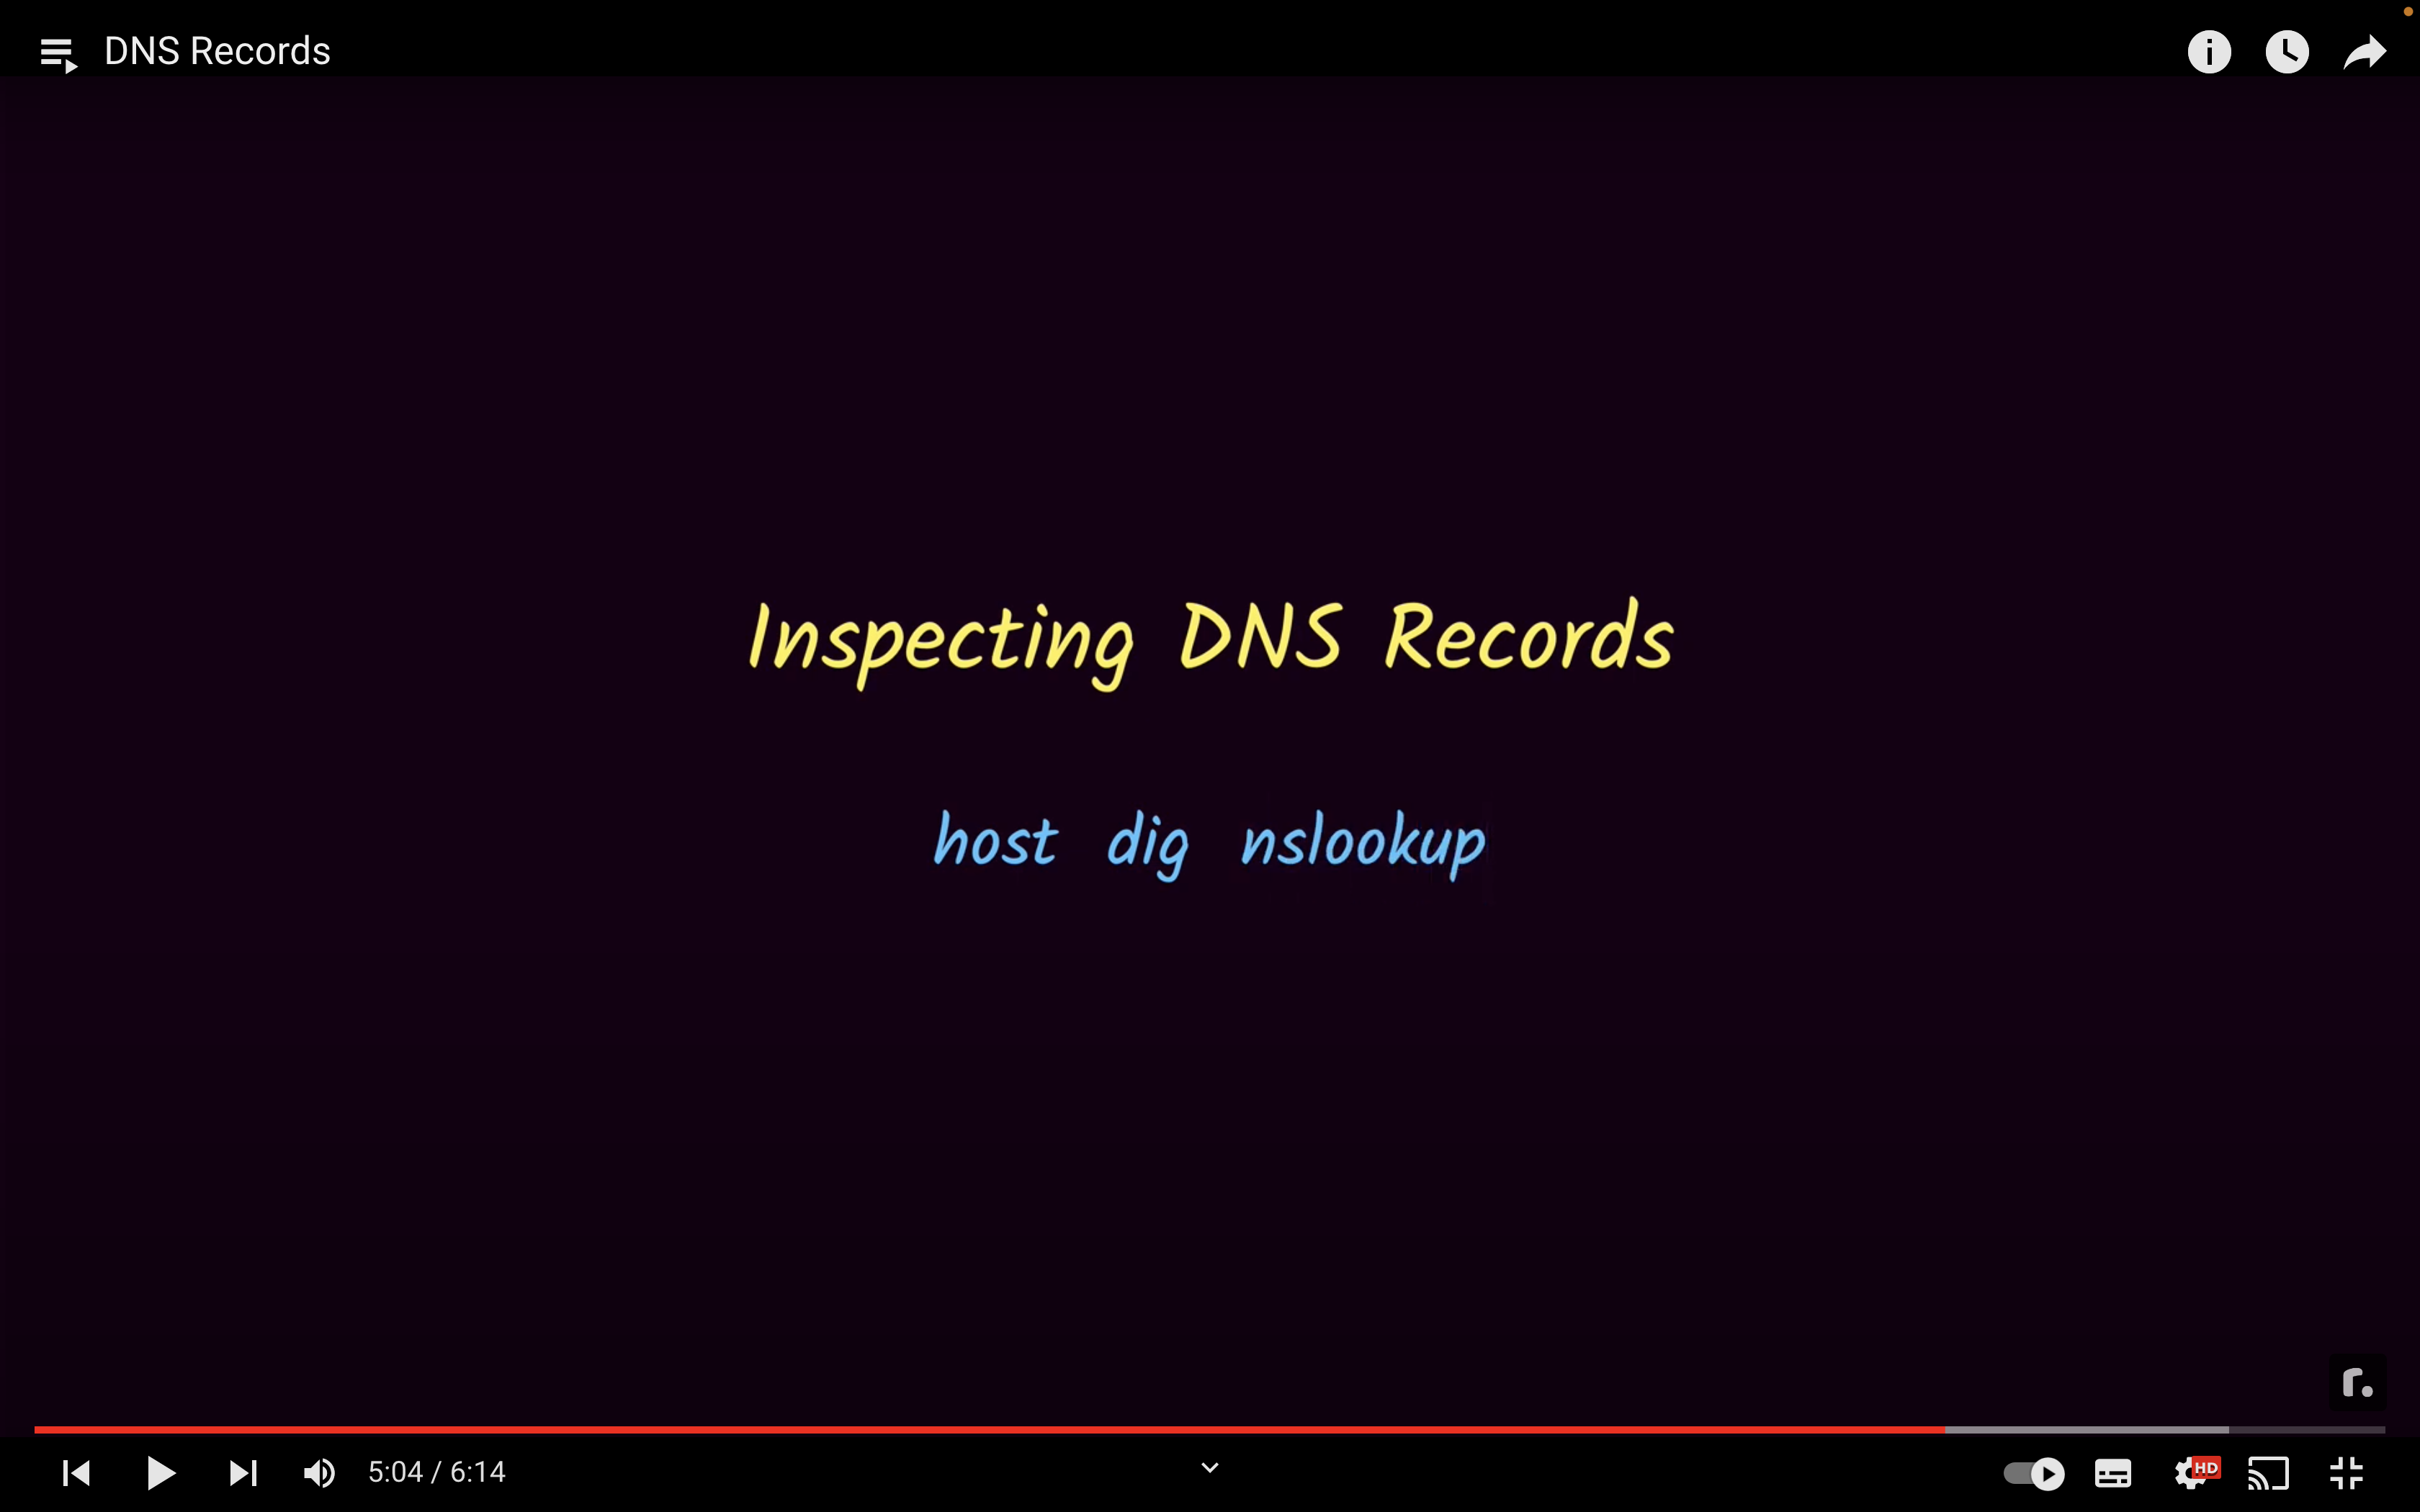 DNS Records
Inspecting DNS Records
host dig nslookup
r.
5:04 / 6:14
HD